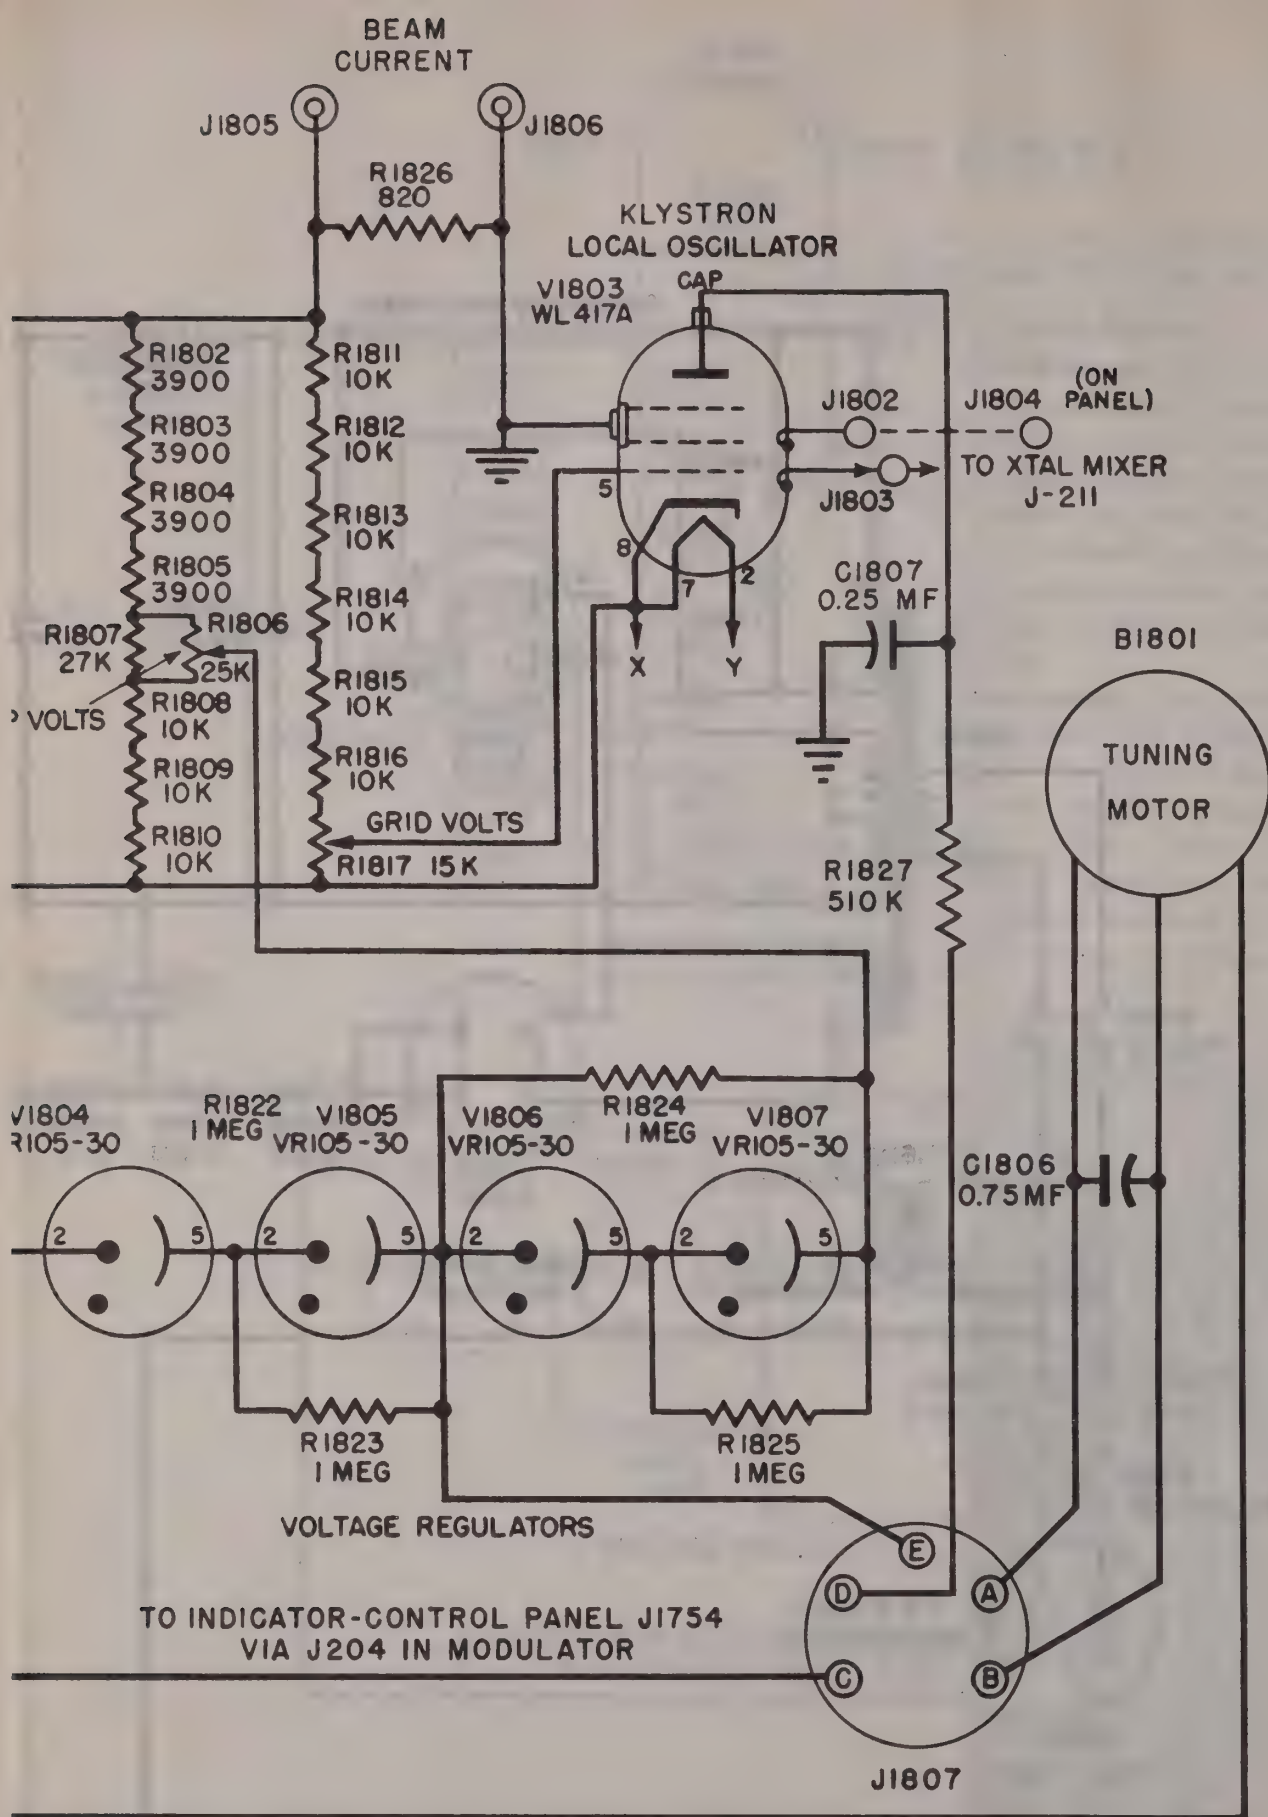 BEAM
CURRENT
J1805
J1806
R1826
820
KLYSTRON
LOCAL OSCILLATOR
CAP
V1803
WL417A
R1802
3900
R1811
10K
J1802
J1804
(ON
PANEL)
R1803
3900
R1812
10K
TO XTAL MIXER
J-211
J1803
5
R1804
3900
R1813
10K
8
7
2
R1805
3900
C1807
0.25 MF
R1814
10K
R1807
27K
R1806
25K
X
Y
B1801
R1815
10K
VOLTS
R1808
10K
TUNING
MOTOR
R1809
10K
R1816
10K
GRID VOLTS
R1810
10K
R1817 15K
R1827
510K
V1804
VR105-30
R1822
1 MEG
V1805
VR105-30
V1806
VR105-30
R1824
1 MEG
V1807
VR105-30
C1806
0.75MF
2
5
2
5
2
5
2
5
R1823
1 MEG
R1825
1MEG
VOLTAGE REGULATORS
E
D
A
TO INDICATOR-CONTROL PANEL J1754
VIA J204 IN MODULATOR
C
B
J1807